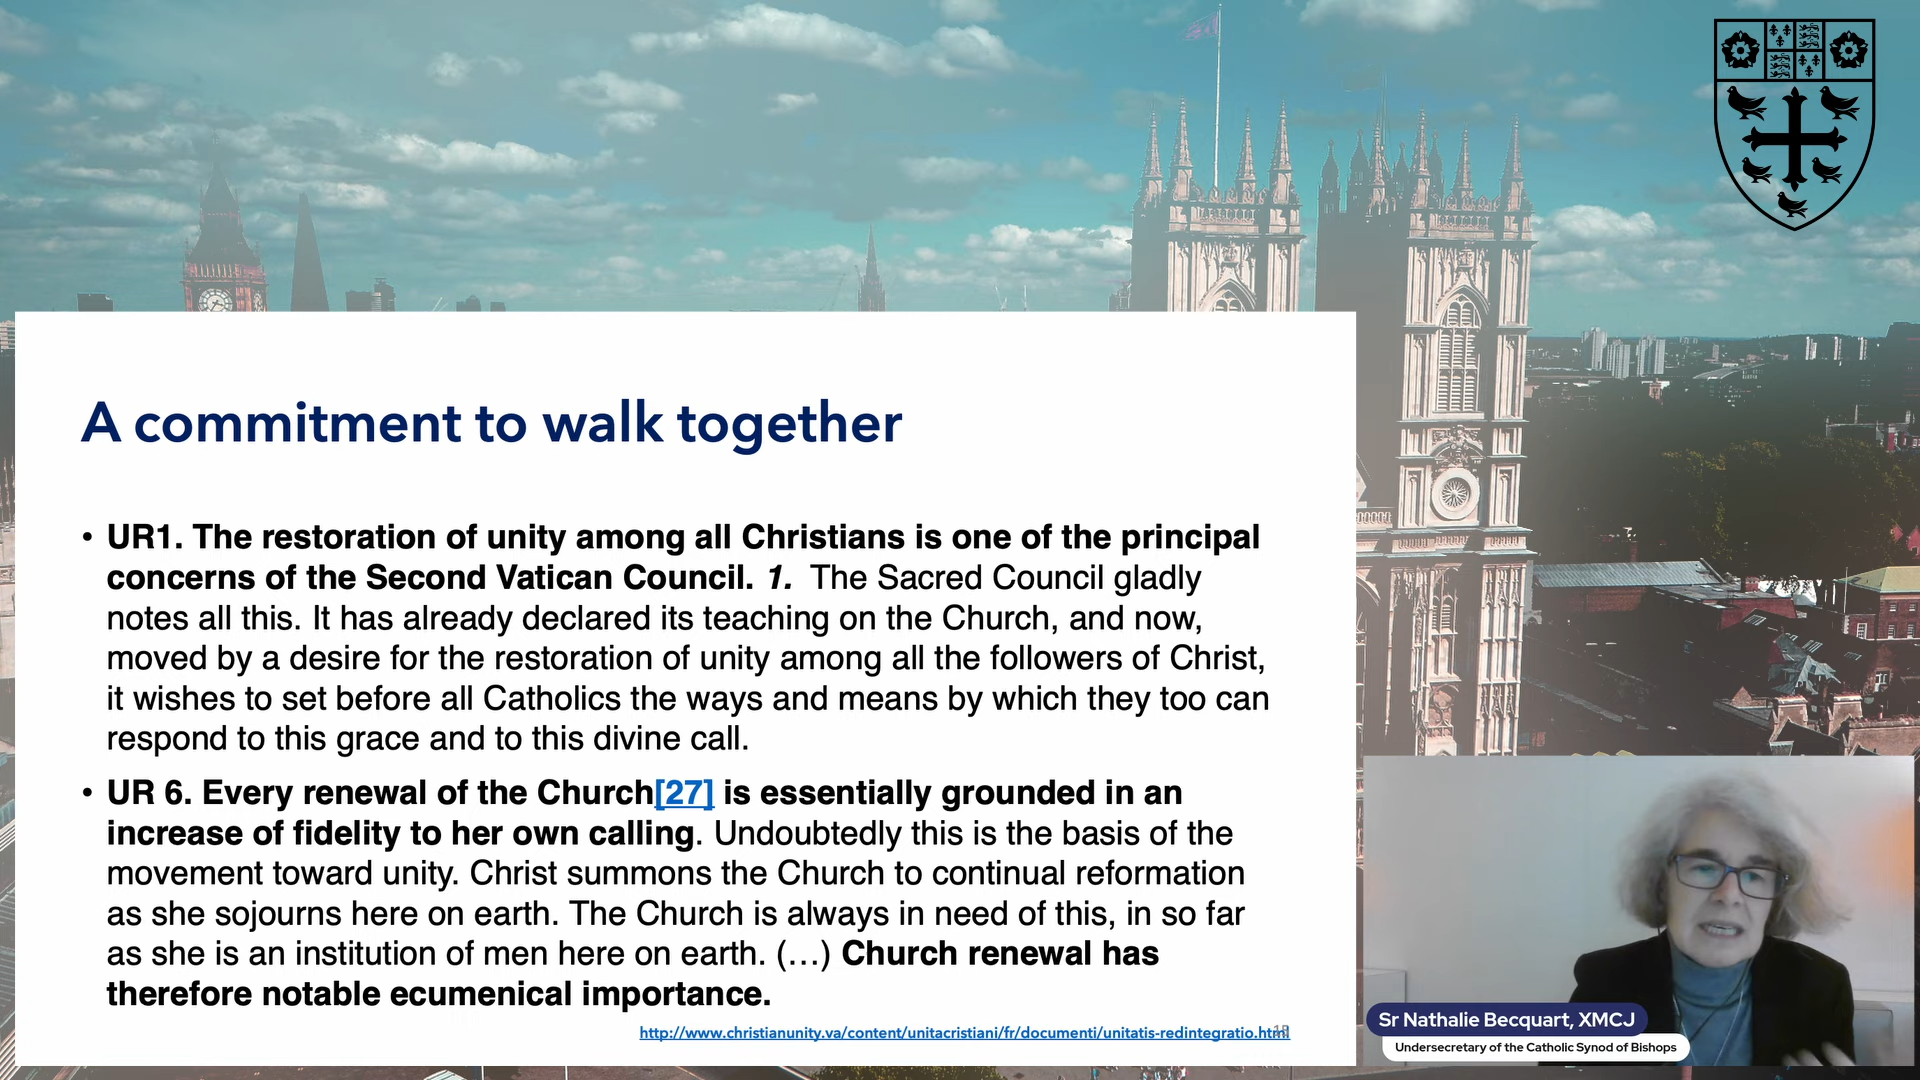 A commitment to walk together
• UR1. The restoration of unity among all Christians is one of the principal
concerns of the Second Vatican Council. 1. The Sacred Council gladly
notes all this. It has already declared its teaching on the Church, and now,
moved by a desire for the restoration of unity among all the followers of Christ,
it wishes to set before all Catholics the ways and means by which they too can
respond to this grace and to this divine call.
• UR 6. Every renewal of the Church[27] is essentially grounded in an
increase of fidelity to her own calling. Undoubtedly this is the basis of the
movement toward unity. Christ summons the Church to continual reformation
as she sojourns here on earth. The Church is always in need of this, in so far
as she is an institution of men here on earth. (…) Church renewal has
therefore notable ecumenical importance.
http://www.christianunity.va/content/unitacristiani/fr/documenti/unitatis-redintegratio.html
Sr Nathalie Becquart, XMCJ
Undersecretary of the Catholic Synod of Bishops